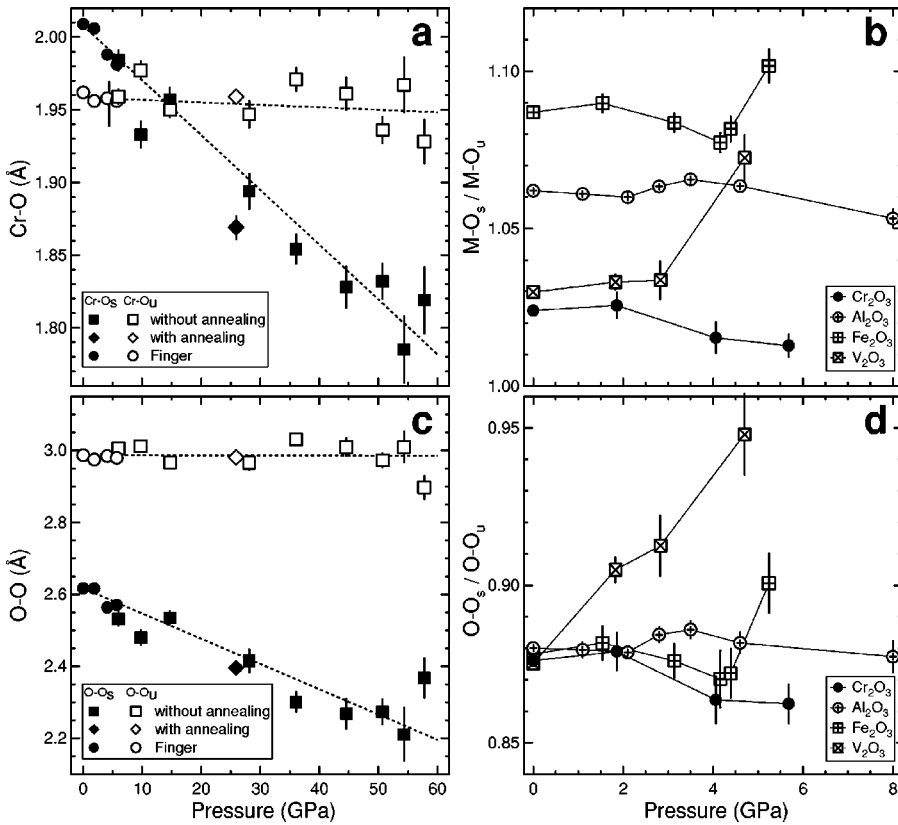 a
2.00
1.95
1.90
1.85
1.80
Cr-O (Å)
Cr-Os Cr-Ou
without annealing
with annealing
Finger
b
1.10
1.05
1.00
M-Os / M-Ou
Cr2O3
Al2O3
Fe2O3
V2O3
c
3.0
2.8
2.6
2.4
2.2
O-O (Å)
O-Os O-Ou
without annealing
with annealing
Finger
0 10 20 30 40 50 60
Pressure (GPa)
d
0.95
0.90
0.85
O-Os / O-Ou
Cr2O3
Al2O3
Fe2O3
V2O3
0 2 4 6 8
Pressure (GPa)